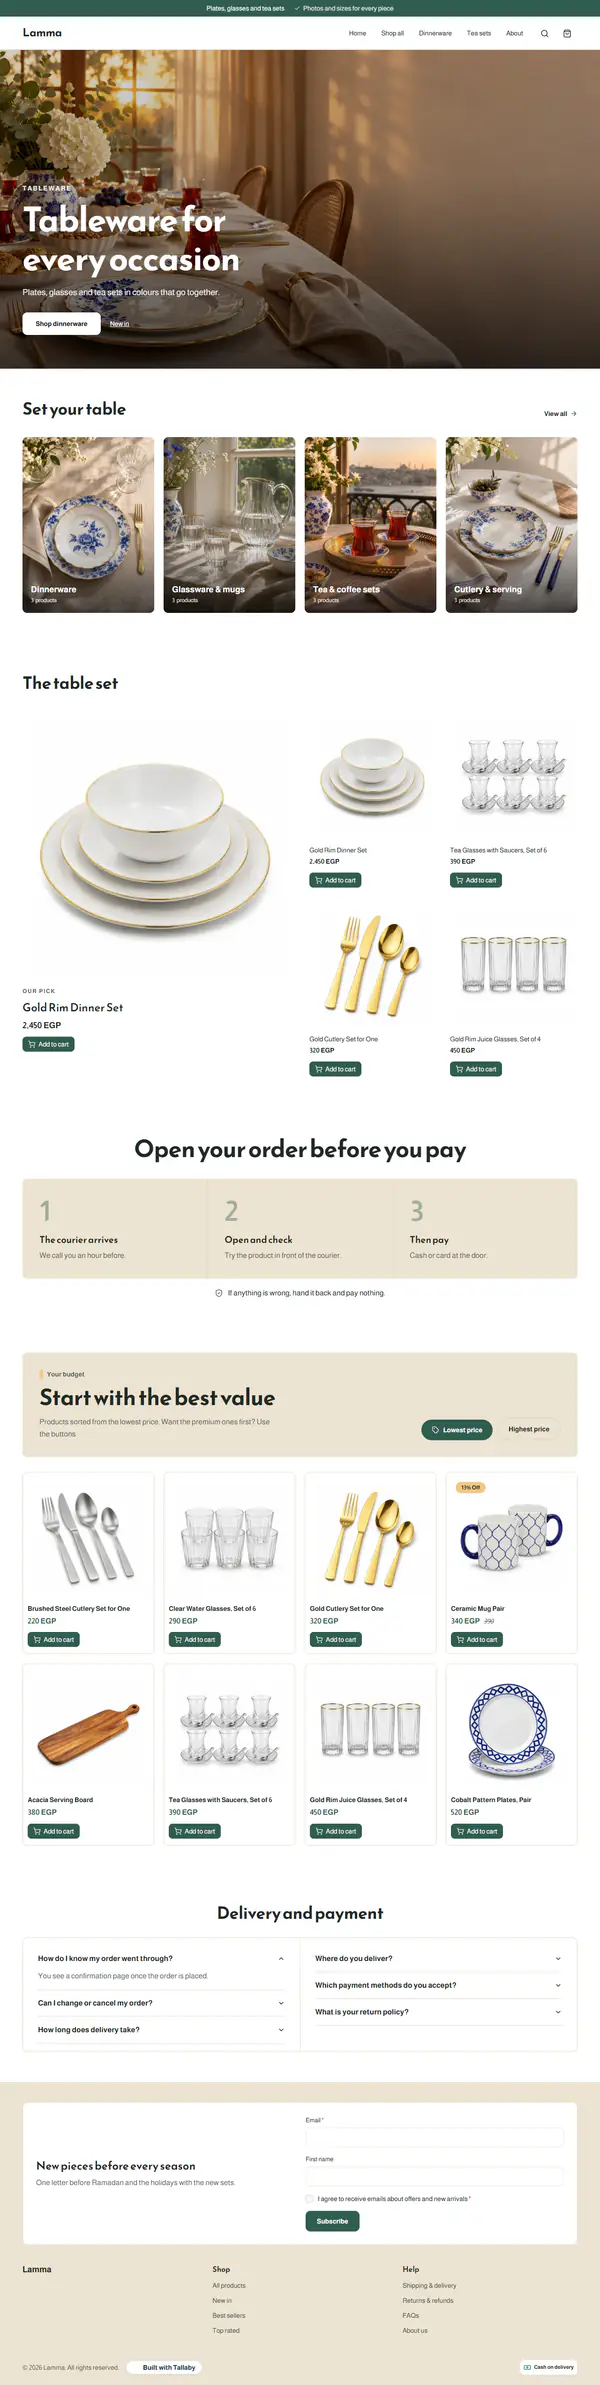 Plates, glasses and tea sets
Photos and sizes for every piece
Lamma
Home
Shop all
Dinnerware
Tea sets
About
TABLEWARE
Tableware for
every occasion
Plates, glasses and tea sets in colours that go together.
Shop dinnerware
New in
Set your table
View all
Dinnerware
3 products
Glassware & mugs
3 products
Tea & coffee sets
3 products
Cutlery & serving
3 products
The table set
OUR PICK
Gold Rim Dinner Set
2,450 EGP
Add to cart
Gold Rim Dinner Set
2,450 EGP
Add to cart
Tea Glasses with Saucers, Set of 6
390 EGP
Add to cart
Gold Cutlery Set for One
320 EGP
Add to cart
Gold Rim Juice Glasses, Set of 4
450 EGP
Add to cart
Open your order before you pay
1
The courier arrives
We call you an hour before.
2
Open and check
Try the product in front of the courier.
3
Then pay
Cash or card at the door.
If anything is wrong, hand it back and pay nothing.
Your budget
Start with the best value
Products sorted from the lowest price. Want the premium ones first? Use
the buttons.
Lowest price
Highest price
Brushed Steel Cutlery Set for One
220 EGP
Add to cart
Clear Water Glasses, Set of 6
290 EGP
Add to cart
Gold Cutlery Set for One
320 EGP
Add to cart
13% Off
Ceramic Mug Pair
340 EGP 390
Add to cart
Acacia Serving Board
380 EGP
Add to cart
Tea Glasses with Saucers, Set of 6
390 EGP
Add to cart
Gold Rim Juice Glasses, Set of 4
450 EGP
Add to cart
Cobalt Pattern Plates, Pair
520 EGP
Add to cart
Delivery and payment
How do I know my order went through?
You see a confirmation page once the order is placed.
Can I change or cancel my order?
How long does delivery take?
Where do you deliver?
Which payment methods do you accept?
What is your return policy?
New pieces before every season
One letter before Ramadan and the holidays with the new sets.
Email *
First name
I agree to receive emails about offers and new arrivals *
Subscribe
Lamma
Shop
All products
New in
Best sellers
Top rated
Help
Shipping & delivery
Returns & refunds
FAQs
About us
© 2026 Lamma. All rights reserved.
Built with Tallaby
Cash on delivery